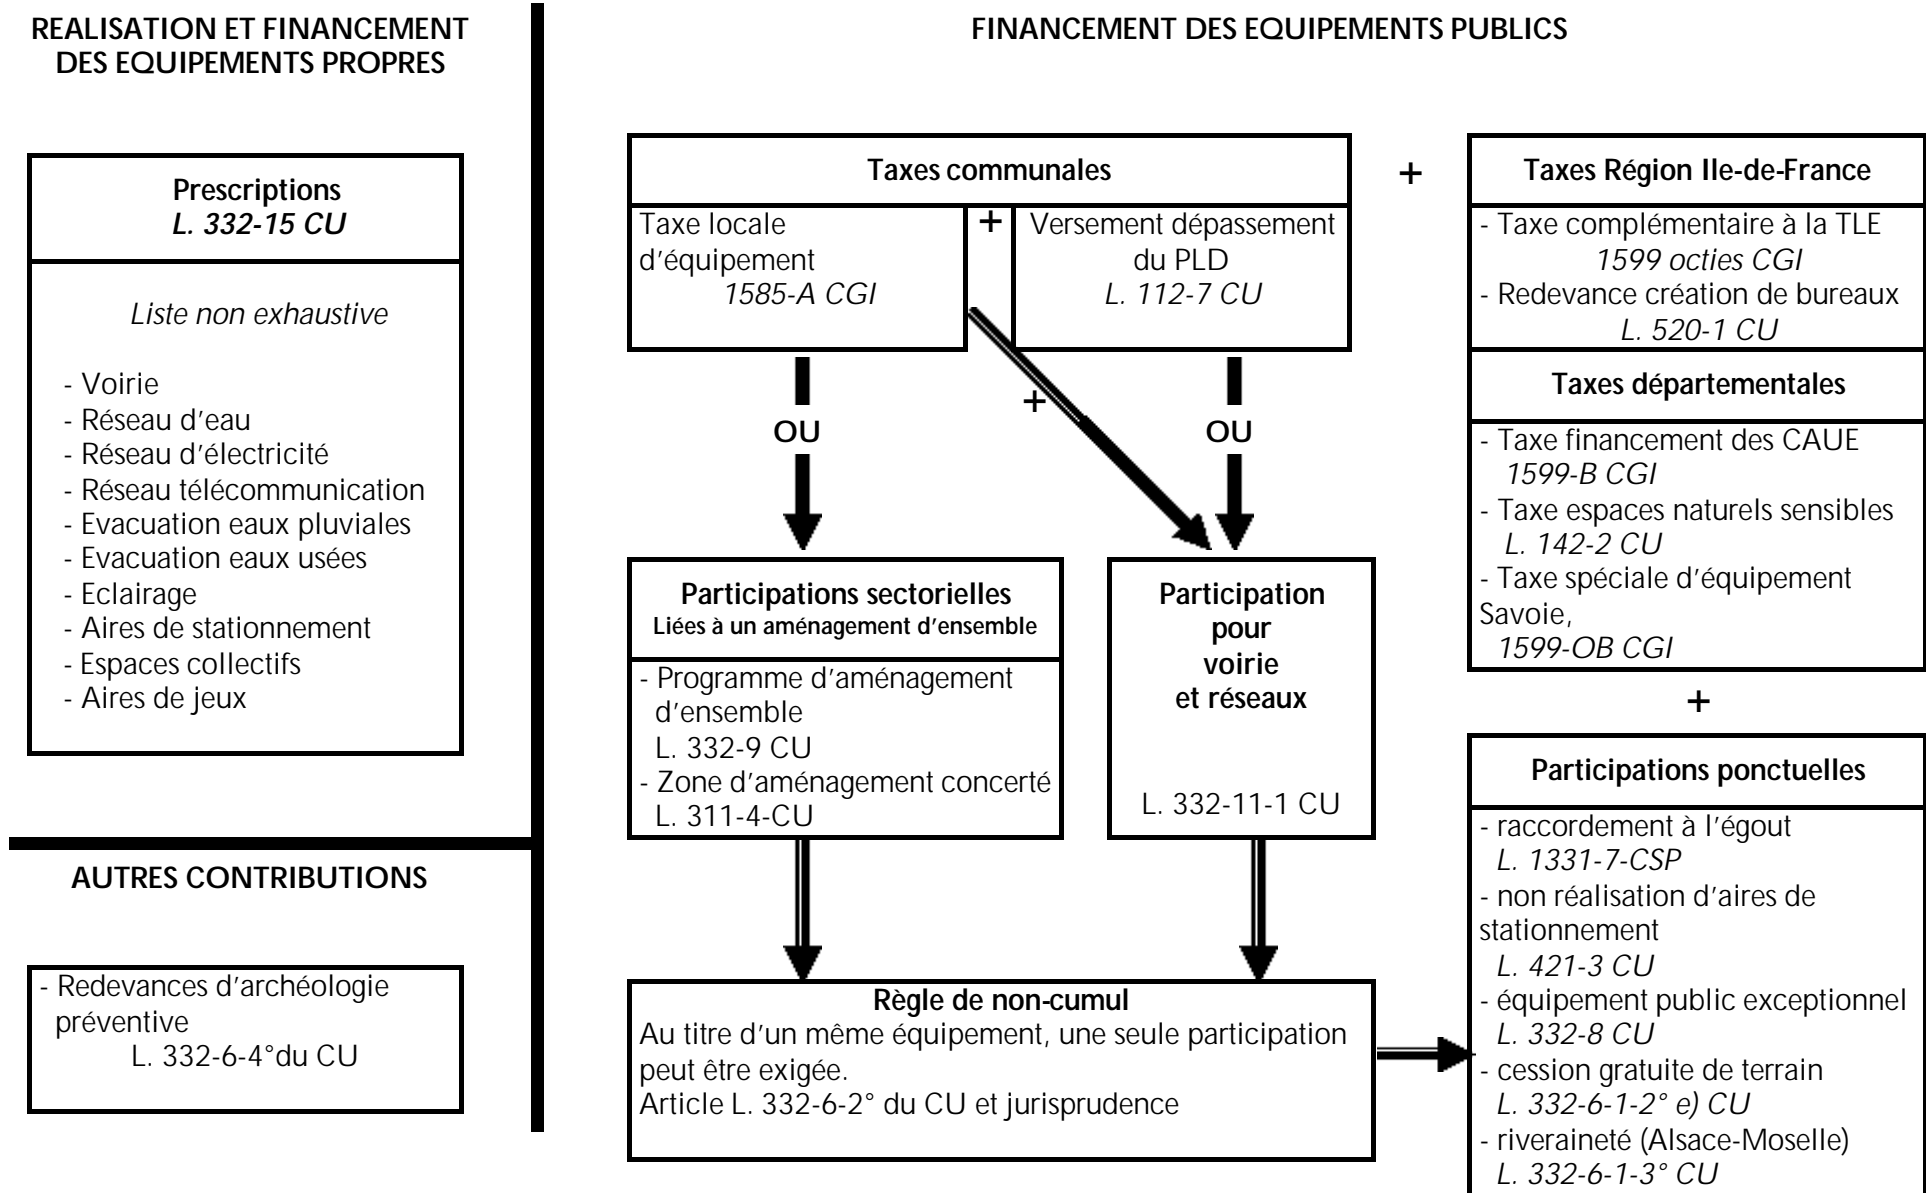 REALISATION ET FINANCEMENT
DES EQUIPEMENTS PROPRES
Prescriptions
L. 332-15 CU
Liste non exhaustive
- Voirie
- Réseau d'eau
- Réseau d'électricité
- Réseau télécommunication
- Evacuation eaux pluviales
- Evacuation eaux usées
- Eclairage
- Aires de stationnement
- Espaces collectifs
- Aires de jeux
AUTRES CONTRIBUTIONS
- Redevances d'archéologie
préventive
L. 332-6-4°du CU
FINANCEMENT DES EQUIPEMENTS PUBLICS
Taxes communales
Taxe locale
d'équipement
1585-A CGI
+
Versement dépassement
du PLD
L. 112-7 CU
+
OU
+
OU
Participations sectorielles
Liées à un aménagement d'ensemble
- Programme d'aménagement
d'ensemble
L. 332-9 CU
- Zone d'aménagement concerté
L. 311-4-CU
Participation
pour
voirie
et réseaux
L. 332-11-1 CU
Règle de non-cumul
Au titre d'un même équipement, une seule participation
peut être exigée.
Article L. 332-6-2° du CU et jurisprudence
Taxes Région Ile-de-France
- Taxe complémentaire à la TLE
1599 octies CGI
- Redevance création de bureaux
L. 520-1 CU
Taxes départementales
- Taxe financement des CAUE
1599-B CGI
- Taxe espaces naturels sensibles
L. 142-2 CU
- Taxe spéciale d'équipement
Savoie,
1599-OB CGI
+
Participations ponctuelles
- raccordement à l'égout
L. 1331-7-CSP
- non réalisation d'aires de
stationnement
L. 421-3 CU
- équipement public exceptionnel
L. 332-8 CU
- cession gratuite de terrain
L. 332-6-1-2° e) CU
- riveraineté (Alsace-Moselle)
L. 332-6-1-3° CU